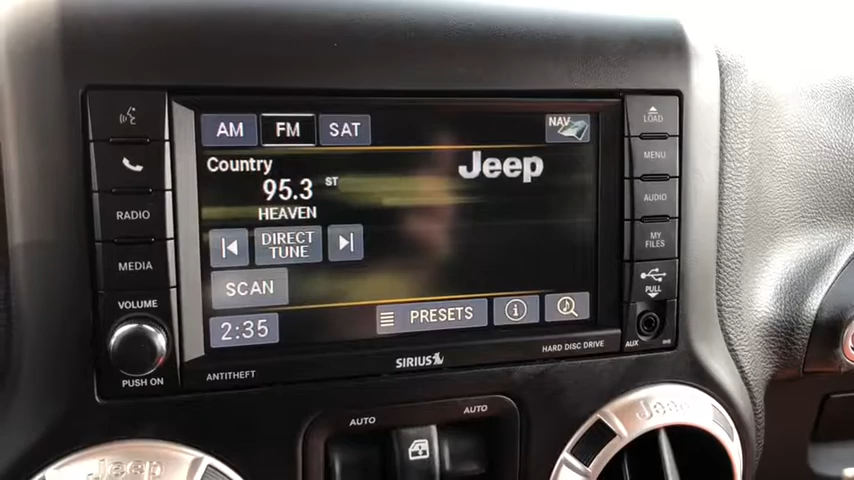 AM FM SAT NAV
Country
Jeep
95.3 ST
HEAVEN
DIRECT
TUNE
SCAN
2:35
PRESETS
RADIO
MEDIA
VOLUME
PUSH ON
LOAD
MENU
AUDIO
MY
FILES
PULL
AUX
HDD
ANTITHEFT
SIRIUS
HARD DISC DRIVE
AUTO
AUTO
Jeep
Jeep